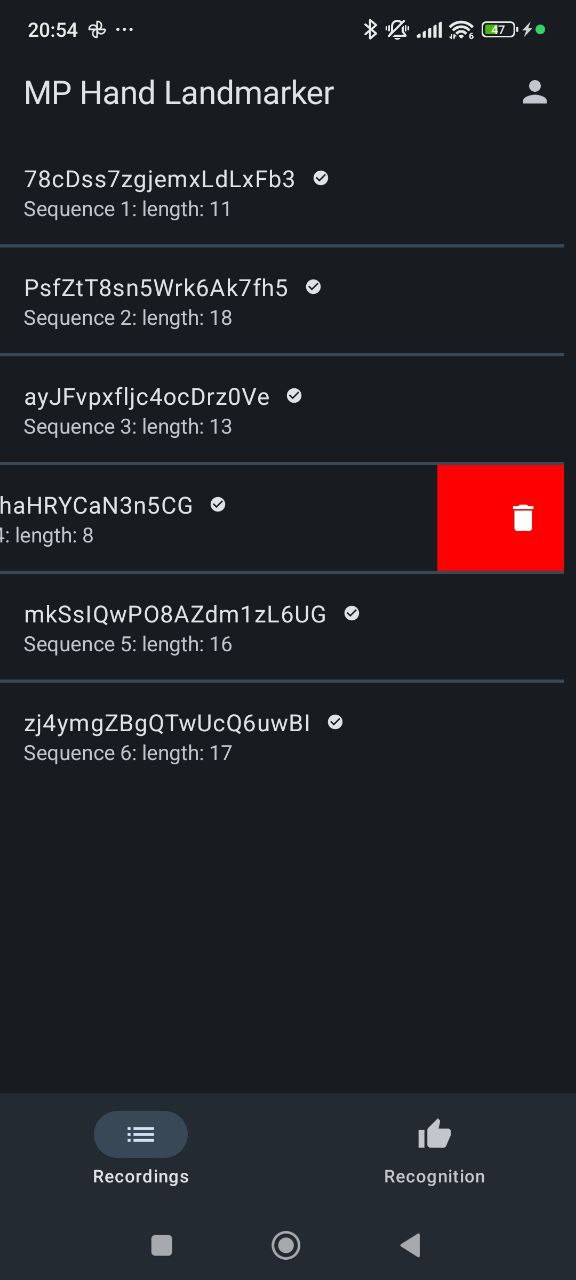 20:54
47
MP Hand Landmarker
78cDss7zgjemxLdLxFb3
Sequence 1: length: 11
PsfZtT8sn5Wrk6Ak7fh5
Sequence 2: length: 18
ayJFvpxfljc4ocDrz0Ve
Sequence 3: length: 13
haHRYCaN3n5CG
4: length: 8
mkSsIQwPO8AZdm1zL6UG
Sequence 5: length: 16
zj4ymgZBgQTwUcQ6uwBI
Sequence 6: length: 17
Recordings
Recognition